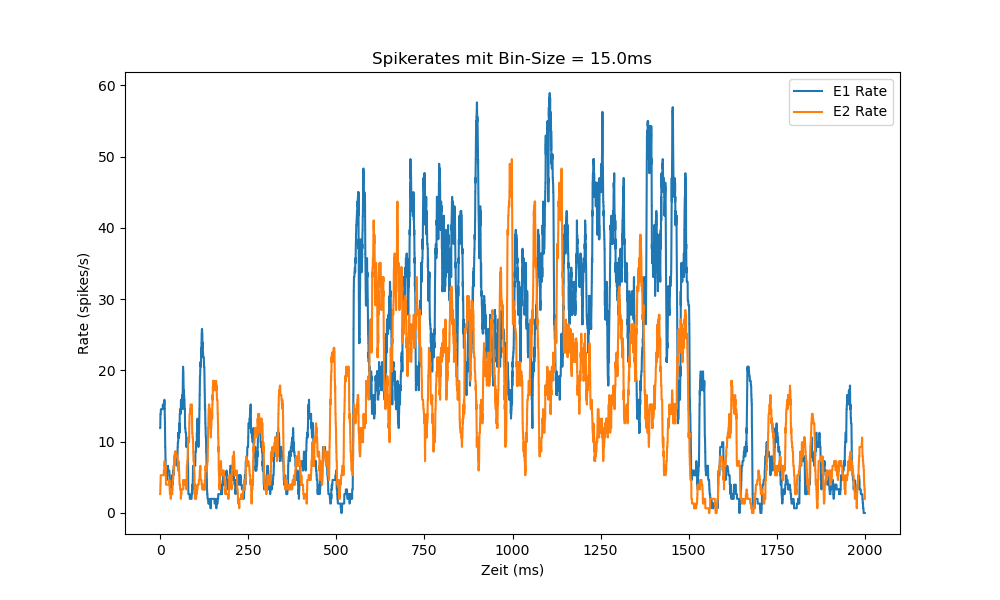 Spikerates mit Bin-Size = 15.0ms
E1 Rate
E2 Rate
60
50
40
30
20
10
0
Rate (spikes/s)
0 250 500 750 1000 1250 1500 1750 2000
Zeit (ms)